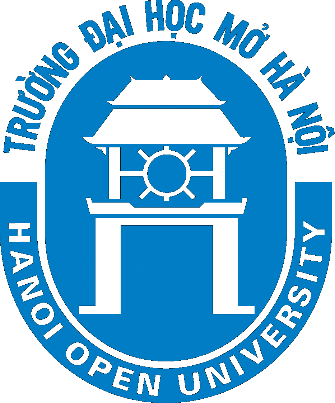 TRƯỜNG ĐẠI HỌC MỞ HÀ NỘI
HANOI OPEN UNIVERSITY